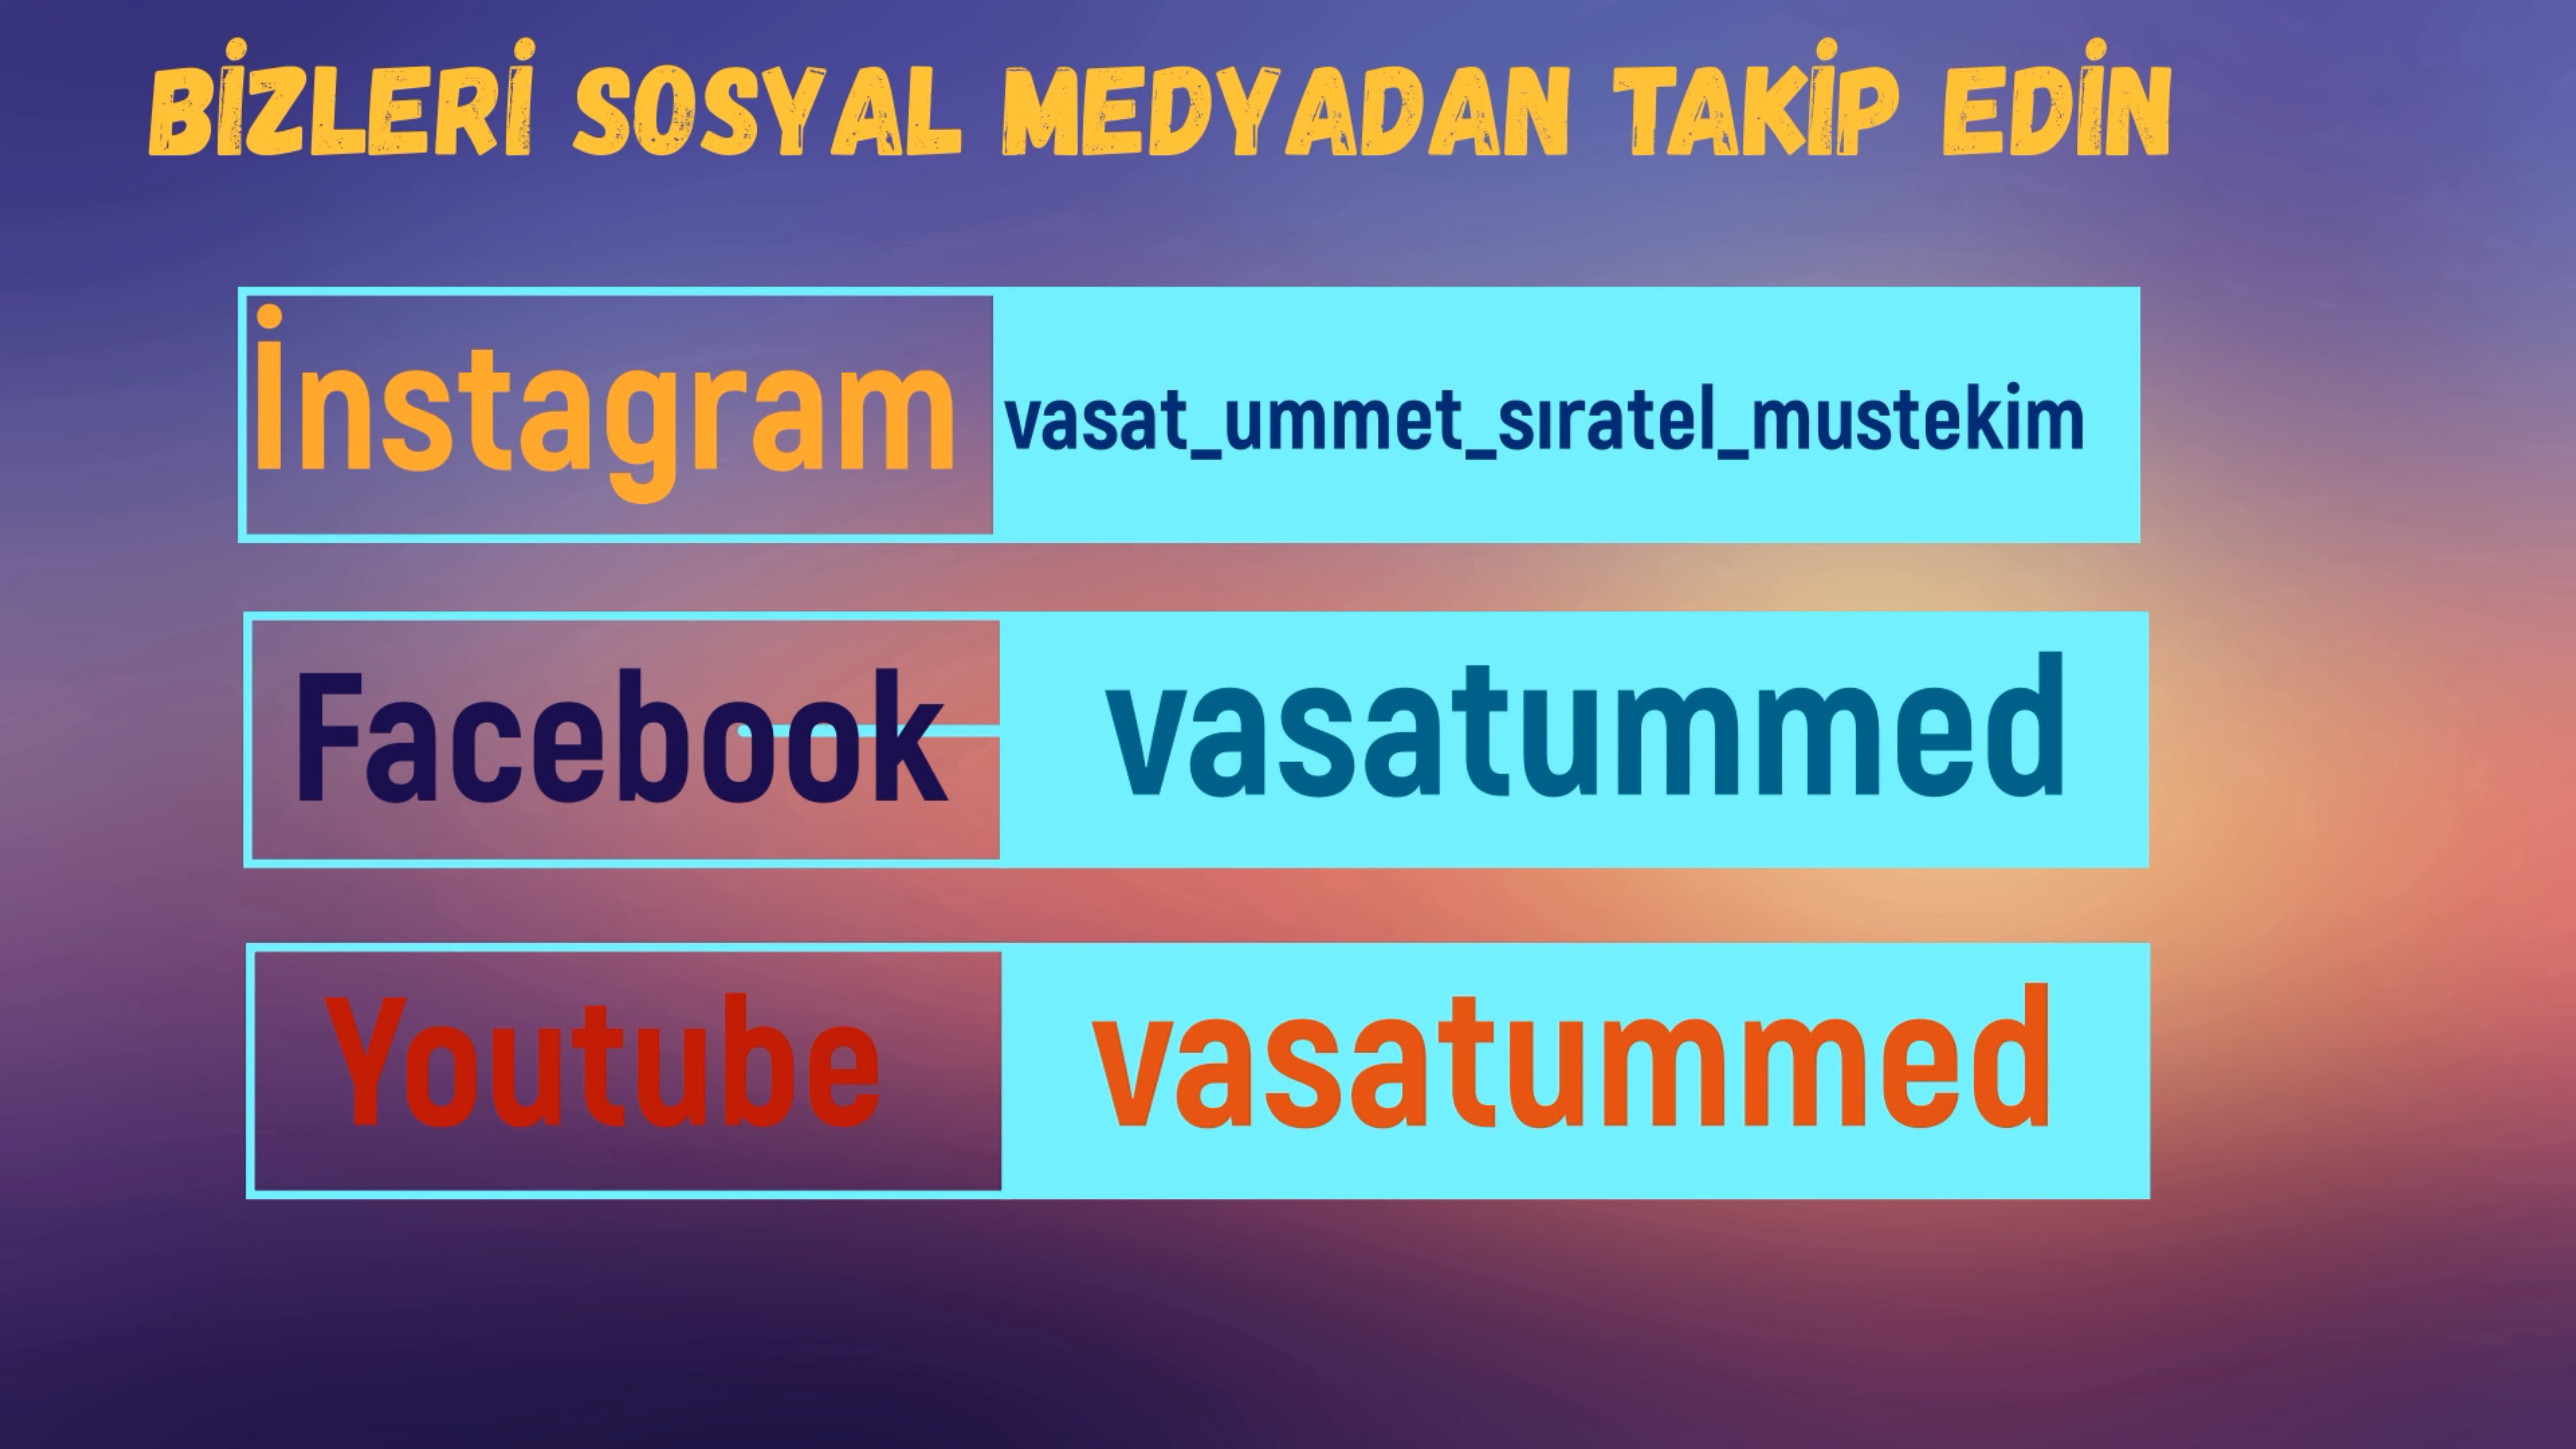 BİZLERİ SOSYAL MEDYADAN TAKİP EDİN
İnstagram vasat_ummet_sıratel_mustekim
Facebook vasatummed
Youtube vasatummed